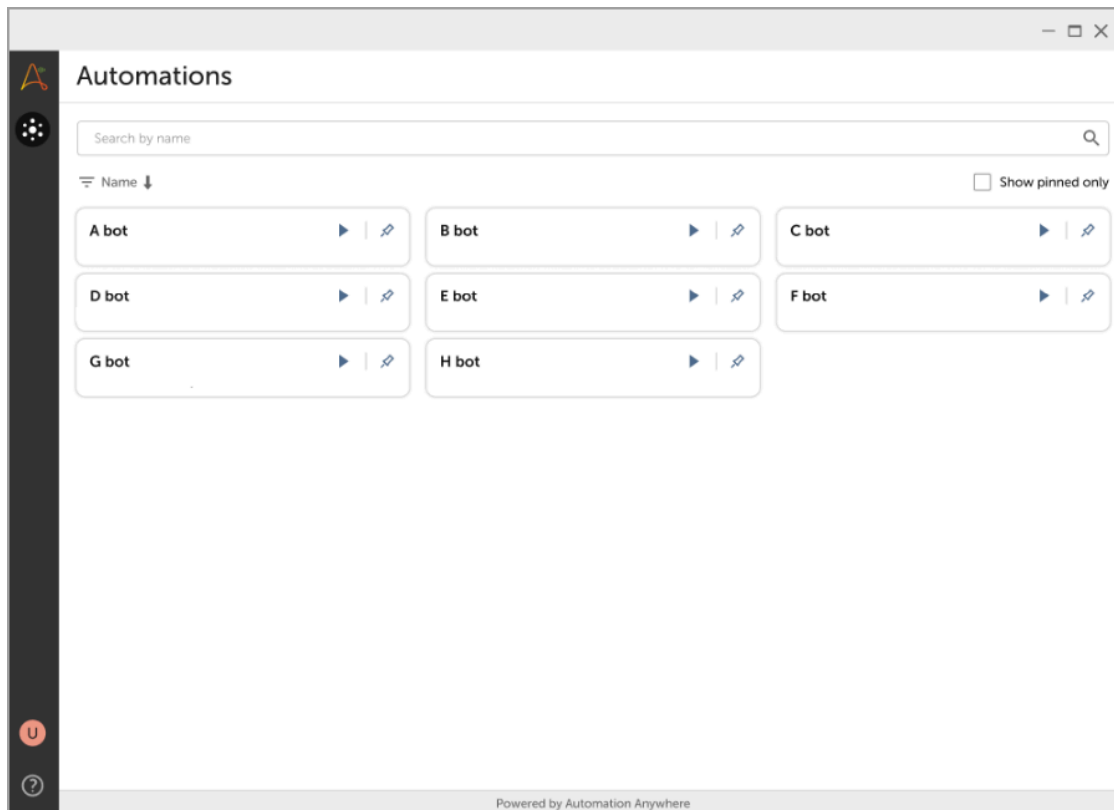 Automations
Search by name
Name
Show pinned only
A bot
B bot
C bot
D bot
E bot
F bot
G bot
H bot
U
?
Powered by Automation Anywhere